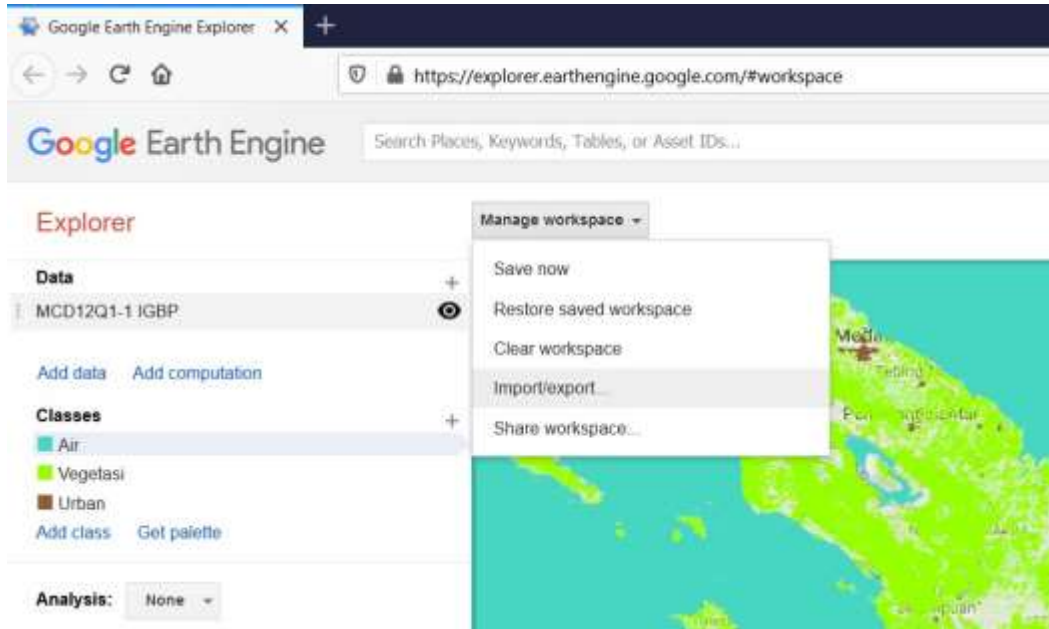 Google Earth Engine Explorer
https://explorer.earthengine.google.com/#workspace
Google Earth Engine
Search Places, Keywords, Tables, or Asset IDs...
Explorer
Manage workspace
Save now
Data
Restore saved workspace
MCD12Q1-1 IGBP
Clear workspace
Add data Add computation
Import/export...
Classes
Share workspace...
Air
Vegetasi
Urban
Add class Get palette
Analysis: None